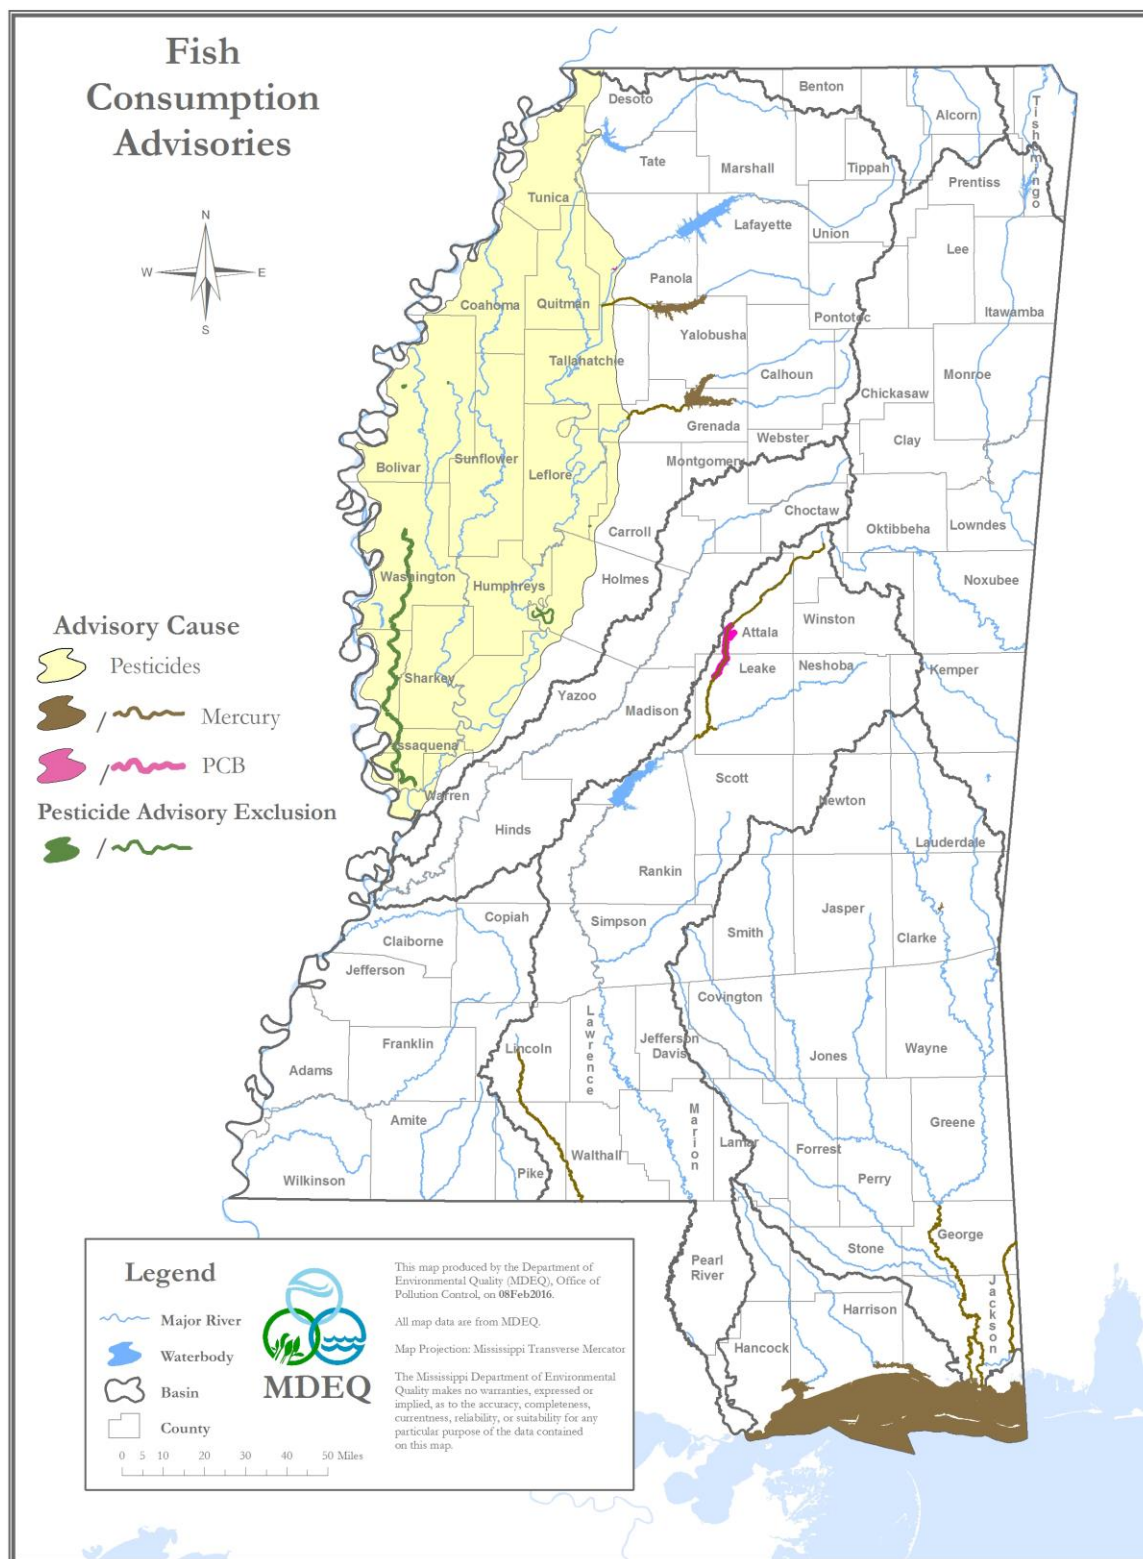 Fish
Consumption
Advisories
N
W
E
S
Desoto
Benton
Alcorn
Tishomingo
Tate
Marshall
Tippah
Prentiss
Tunica
Lafayette
Union
Lee
Panola
Coahoma
Quitman
Pontotoc
Itawamba
Yalobusha
Tallahatchie
Calhoun
Monroe
Chickasaw
Grenada
Webster
Clay
Bolivar
Sunflower
Leflore
Montgomery
Choctaw
Carroll
Oktibbeha
Lowndes
Washington
Humphreys
Holmes
Noxubee
Attala
Winston
Leake
Neshoba
Kemper
Sharkey
Yazoo
Madison
Issaquena
Scott
Warren
Newton
Hinds
Lauderdale
Rankin
Copiah
Simpson
Jasper
Smith
Clarke
Claiborne
Jefferson
Covington
Lawrence
Jefferson
Davis
Franklin
Lincoln
Jones
Wayne
Adams
Amite
Marion
Greene
Lamar
Forrest
Walthall
Pike
Wilkinson
Perry
George
Stone
Pearl
River
Jackson
Harrison
Hancock
Advisory Cause
Pesticides
/ Mercury
/ PCB
Pesticide Advisory Exclusion
/
Legend
Major River
Waterbody
Basin
County
0 5 10 20 30 40 50 Miles
MDEQ
This map produced by the Department of
Environmental Quality (MDEQ), Office of
Pollution Control, on 08Feb2016.
All map data are from MDEQ.
Map Projection: Mississippi Transverse Mercator
The Mississippi Department of Environmental
Quality makes no warranties, expressed or
implied, as to the accuracy, completeness,
currentness, reliability, or suitability for any
particular purpose of the data contained
on this map.